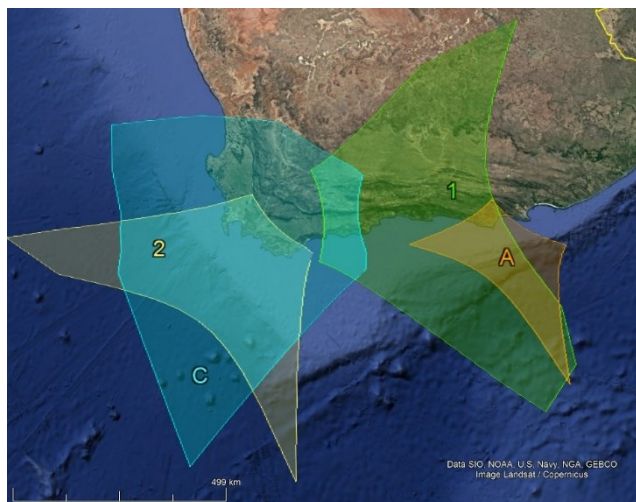 1
2
A
C
Data SIO, NOAA, U.S. Navy, NGA, GEBCO
Image Landsat / Copernicus
499 km